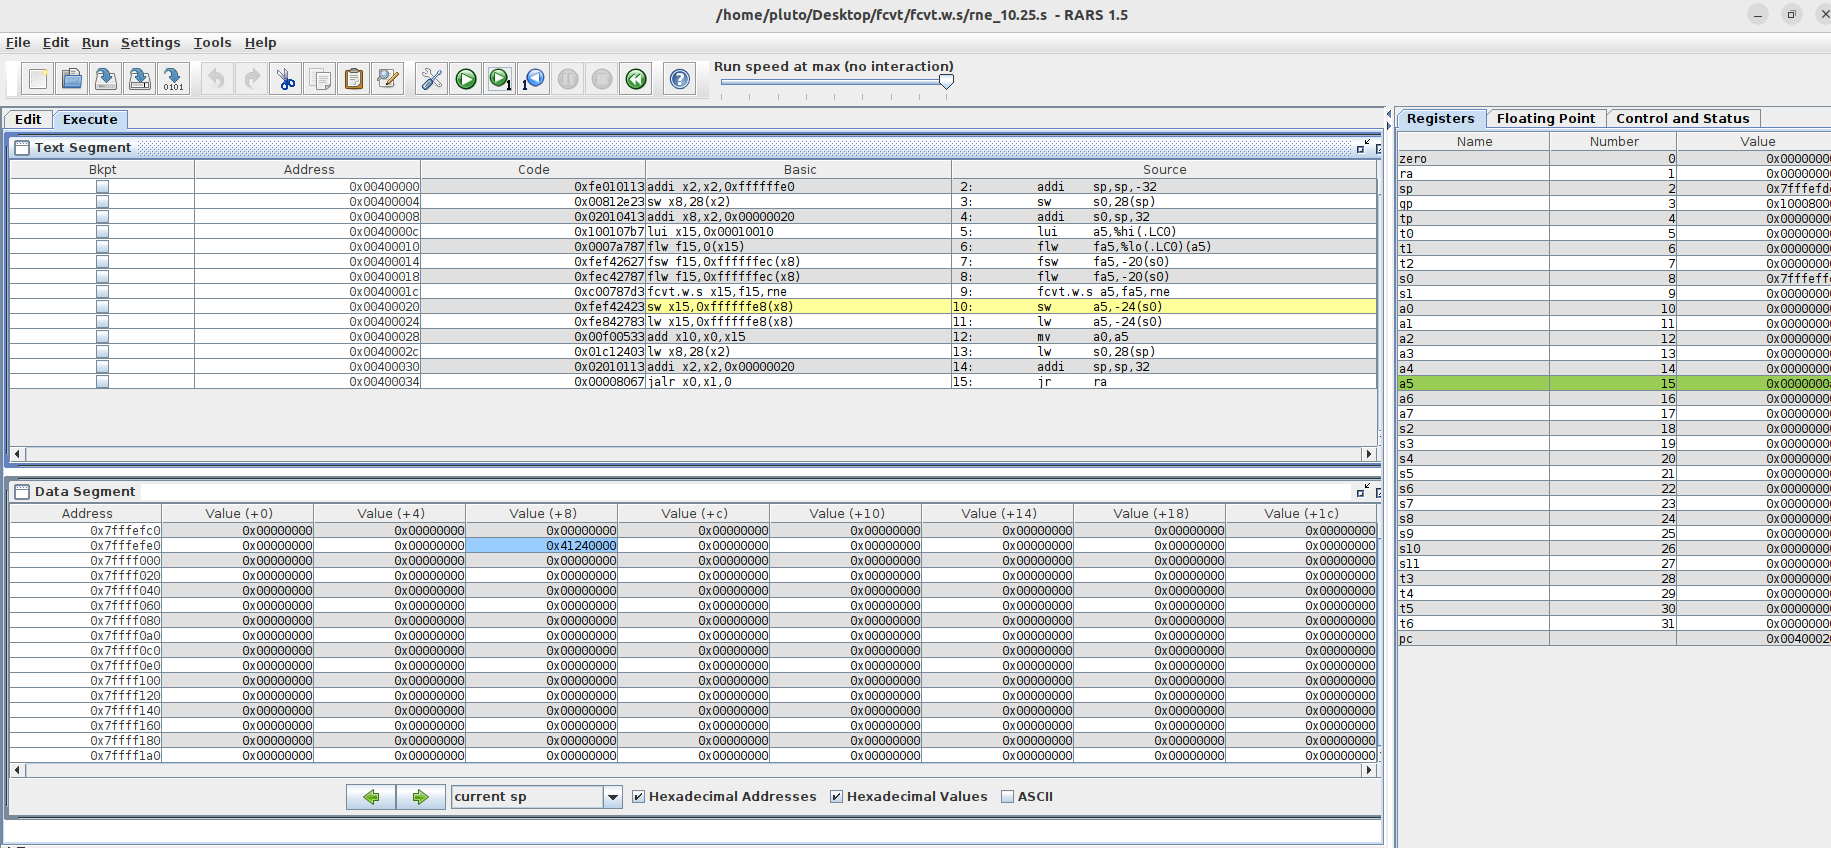 /home/pluto/Desktop/fcvt/fcvt.w.s/rne_10.25.s - RARS 1.5
File Edit Run Settings Tools Help
Run speed at max (no interaction)
Edit Execute
Text Segment
Bkpt Address Code Basic Source
0x00400000 0xfe010113 addi x2,x2,0xffffffe0 2: addi sp,sp,-32
0x00400004 0x00812e23 sw x8,28(x2) 3: sw s0,28(sp)
0x00400008 0x02010413 addi x8,x2,0x00000020 4: addi s0,sp,32
0x0040000c 0x100107b7 lui x15,0x00010010 5: lui a5,%hi(.LC0)
0x00400010 0x0007a787 flw f15,0(x15) 6: flw fa5,%lo(.LC0)(a5)
0x00400014 0xfef42627 fsw f15,0xffffffec(x8) 7: fsw fa5,-20(s0)
0x00400018 0xfec42787 flw f15,0xffffffec(x8) 8: flw fa5,-20(s0)
0x0040001c 0xc00787d3 fcvt.w.s x15,f15,rne 9: fcvt.w.s a5,fa5,rne
0x00400020 0xfef42423 sw x15,0xffffffe8(x8) 10: sw a5,-24(s0)
0x00400024 0xfe842783 lw x15,0xffffffe8(x8) 11: lw a5,-24(s0)
0x00400028 0x00f00533 add x10,x0,x15 12: mv a0,a5
0x0040002c 0x01c12403 lw x8,28(x2) 13: lw s0,28(sp)
0x00400030 0x02010113 addi x2,x2,0x00000020 14: addi sp,sp,32
0x00400034 0x00008067 jalr x0,x1,0 15: jr ra
Data Segment
Address Value (+0) Value (+4) Value (+8) Value (+c) Value (+10) Value (+14) Value (+18) Value (+1c)
0x7fffefc0 0x00000000 0x00000000 0x00000000 0x00000000 0x00000000 0x00000000 0x00000000 0x00000000
0x7fffefe0 0x00000000 0x00000000 0x41240000 0x00000000 0x00000000 0x00000000 0x00000000 0x00000000
0x7ffff000 0x00000000 0x00000000 0x00000000 0x00000000 0x00000000 0x00000000 0x00000000 0x00000000
0x7ffff020 0x00000000 0x00000000 0x00000000 0x00000000 0x00000000 0x00000000 0x00000000 0x00000000
0x7ffff040 0x00000000 0x00000000 0x00000000 0x00000000 0x00000000 0x00000000 0x00000000 0x00000000
0x7ffff060 0x00000000 0x00000000 0x00000000 0x00000000 0x00000000 0x00000000 0x00000000 0x00000000
0x7ffff080 0x00000000 0x00000000 0x00000000 0x00000000 0x00000000 0x00000000 0x00000000 0x00000000
0x7ffff0a0 0x00000000 0x00000000 0x00000000 0x00000000 0x00000000 0x00000000 0x00000000 0x00000000
0x7ffff0c0 0x00000000 0x00000000 0x00000000 0x00000000 0x00000000 0x00000000 0x00000000 0x00000000
0x7ffff0e0 0x00000000 0x00000000 0x00000000 0x00000000 0x00000000 0x00000000 0x00000000 0x00000000
0x7ffff100 0x00000000 0x00000000 0x00000000 0x00000000 0x00000000 0x00000000 0x00000000 0x00000000
0x7ffff120 0x00000000 0x00000000 0x00000000 0x00000000 0x00000000 0x00000000 0x00000000 0x00000000
0x7ffff140 0x00000000 0x00000000 0x00000000 0x00000000 0x00000000 0x00000000 0x00000000 0x00000000
0x7ffff160 0x00000000 0x00000000 0x00000000 0x00000000 0x00000000 0x00000000 0x00000000 0x00000000
0x7ffff180 0x00000000 0x00000000 0x00000000 0x00000000 0x00000000 0x00000000 0x00000000 0x00000000
0x7ffff1a0 0x00000000 0x00000000 0x00000000 0x00000000 0x00000000 0x00000000 0x00000000 0x00000000
current sp Hexadecimal Addresses Hexadecimal Values ASCII
Registers Floating Point Control and Status
Name Number Value
zero 0 0x0000000
ra 1 0x0000000
sp 2 0x7fffefd
gp 3 0x1000800
tp 4 0x0000000
t0 5 0x0000000
t1 6 0x0000000
t2 7 0x0000000
s0 8 0x7fffeff
s1 9 0x0000000
a0 10 0x0000000
a1 11 0x0000000
a2 12 0x0000000
a3 13 0x0000000
a4 14 0x0000000
a5 15 0x0000000
a6 16 0x0000000
a7 17 0x0000000
s2 18 0x0000000
s3 19 0x0000000
s4 20 0x0000000
s5 21 0x0000000
s6 22 0x0000000
s7 23 0x0000000
s8 24 0x0000000
s9 25 0x0000000
s10 26 0x0000000
s11 27 0x0000000
t3 28 0x0000000
t4 29 0x0000000
t5 30 0x0000000
t6 31 0x0000000
pc 0x0040002